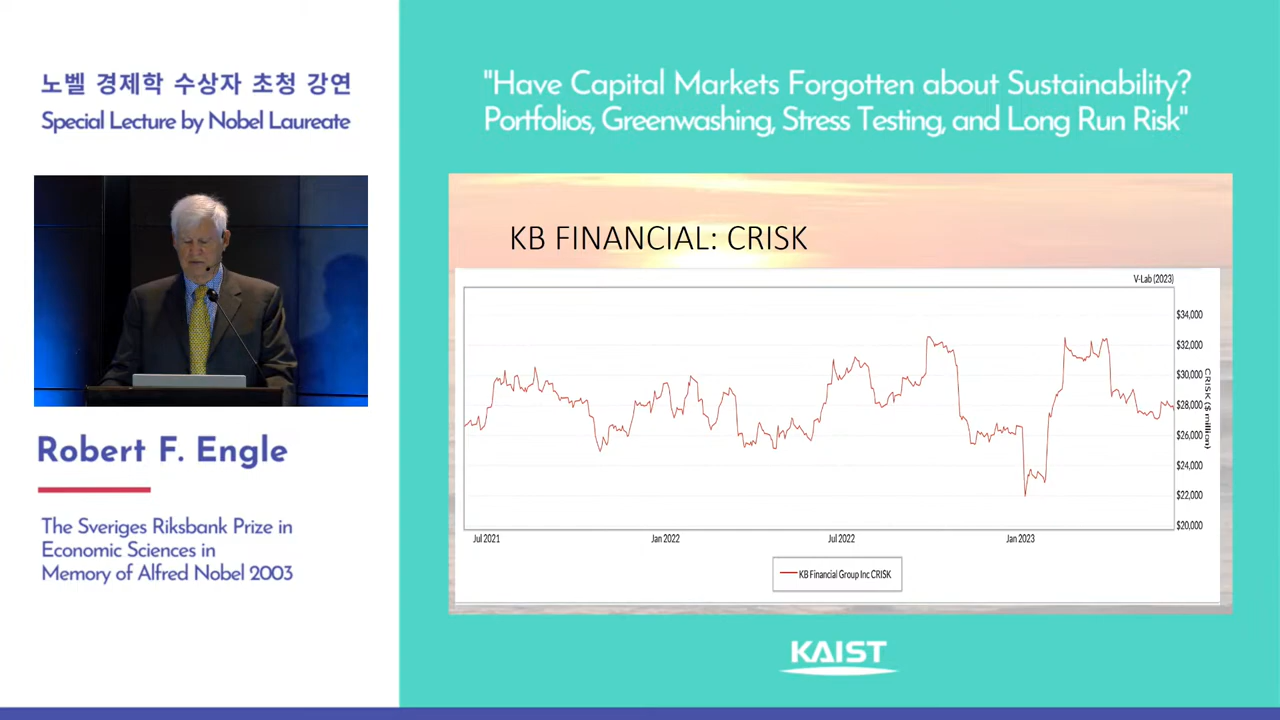 노벨 경제학 수상자 초청 강연
Special Lecture by Nobel Laureate
Robert F. Engle
The Sveriges Riksbank Prize in
Economic Sciences in
Memory of Alfred Nobel 2003
"Have Capital Markets Forgotten about Sustainability?
Portfolios, Greenwashing, Stress Testing, and Long Run Risk"
KB FINANCIAL: CRISK
V-Lab (2023)
$34,000
$32,000
$30,000
$28,000
$26,000
$24,000
$22,000
$20,000
CRISK ($ million)
Jul 2021
Jan 2022
Jul 2022
Jan 2023
KB Financial Group Inc CRISK
KAIST